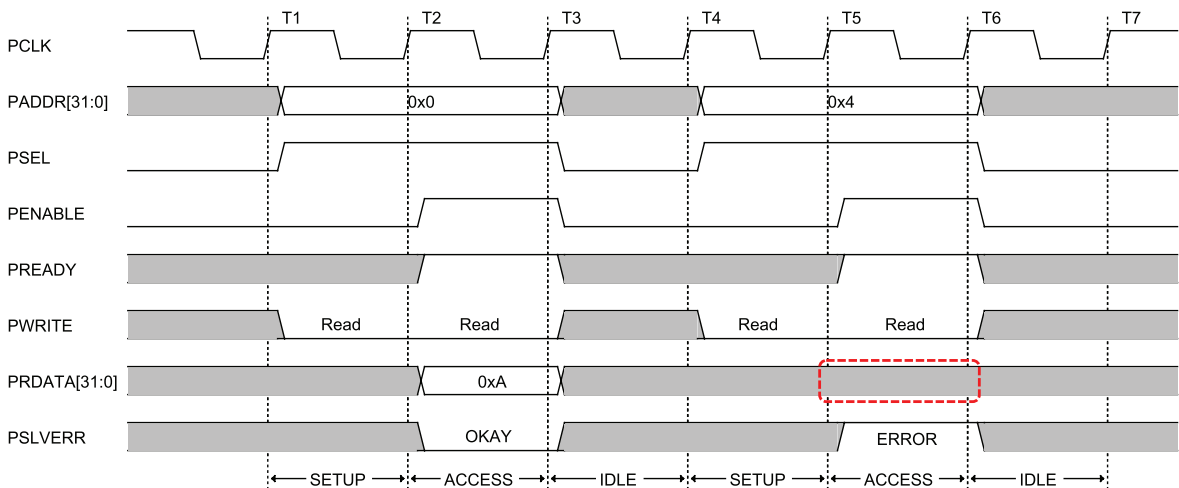 T1 T2 T3 T4 T5 T6 T7
PCLK
PADDR[31:0] 0x0 0x4
PSEL
PENABLE
PREADY
PWRITE Read Read Read Read
PRDATA[31:0] 0xA
PSLVERR OKAY ERROR
SETUP ACCESS IDLE SETUP ACCESS IDLE